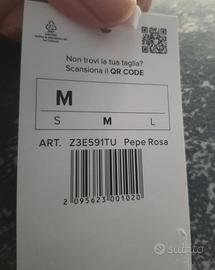 Non trovi la tua taglia?
Scansiona il QR CODE
M
S M L
ART. Z3E591TU Pepe Rosa
2 095623 001020
subito